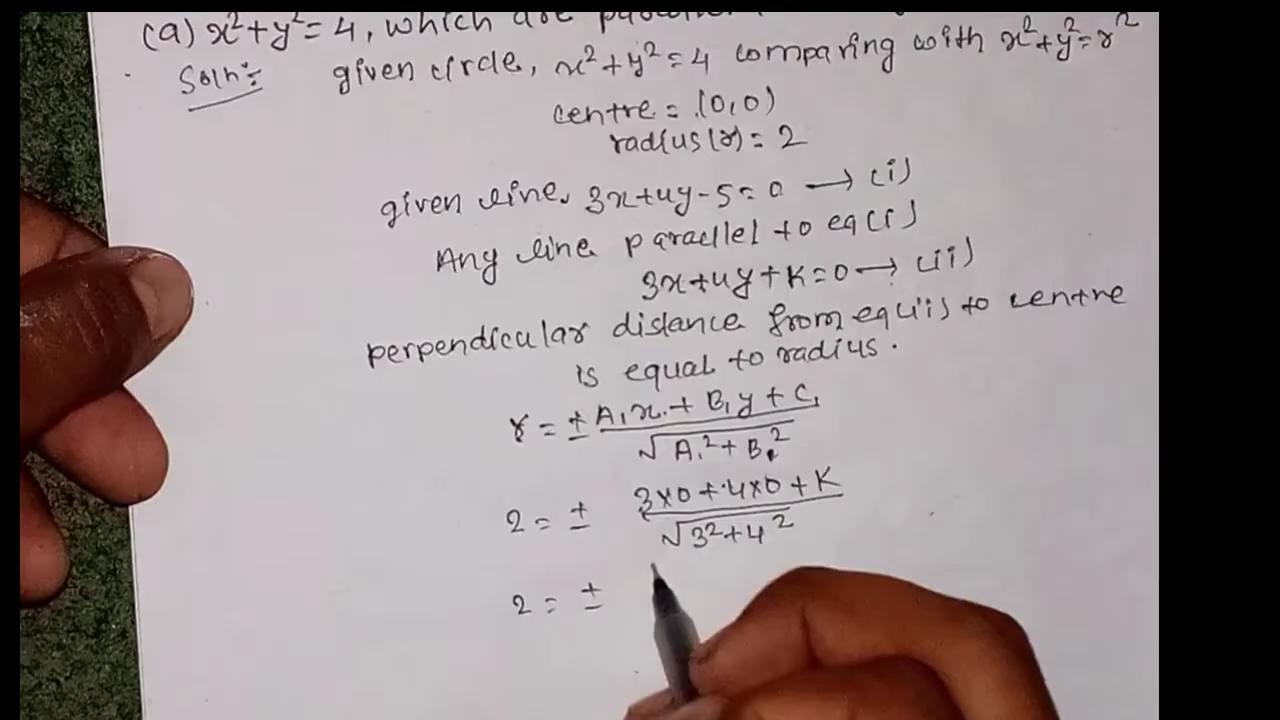 (a) x²+y²=4, which are
Soln:- given circle, x²+y²=4 comparing with x²+y²=r²
centre = (0,0)
radius(r) = 2
given line, 3x+4y-5=0 → (i)
Any line parallel to eq(i)
3x+4y+K=0 → (ii)
perpendicular distance from eq(ii) to centre
is equal to radius.
r = ± A₁x₁ + B₁y + C₁ / √A₁²+B₁²
2 = ± 3×0+4×0+K / √3²+4²
2 = ±